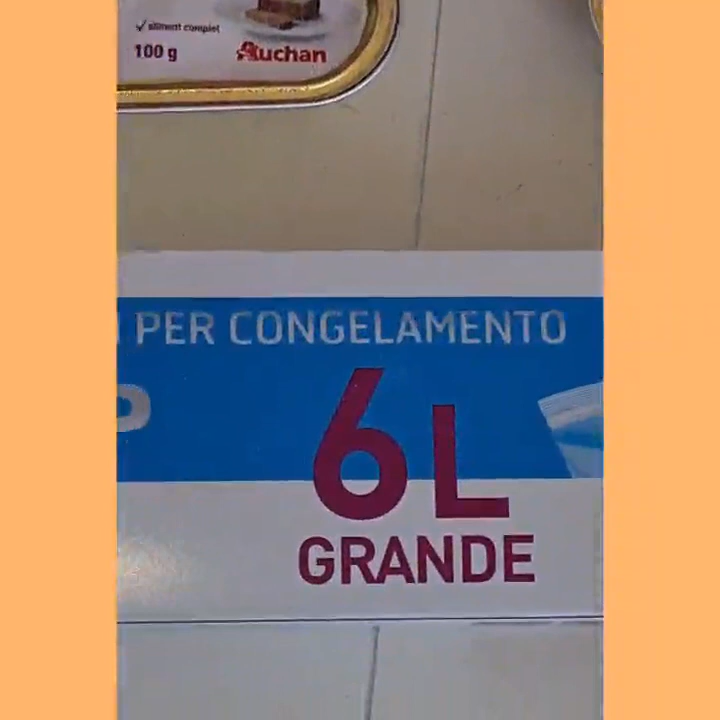 ✓ aliment complet
100 g
Auchan
PER CONGELAMENTO
6L
GRANDE